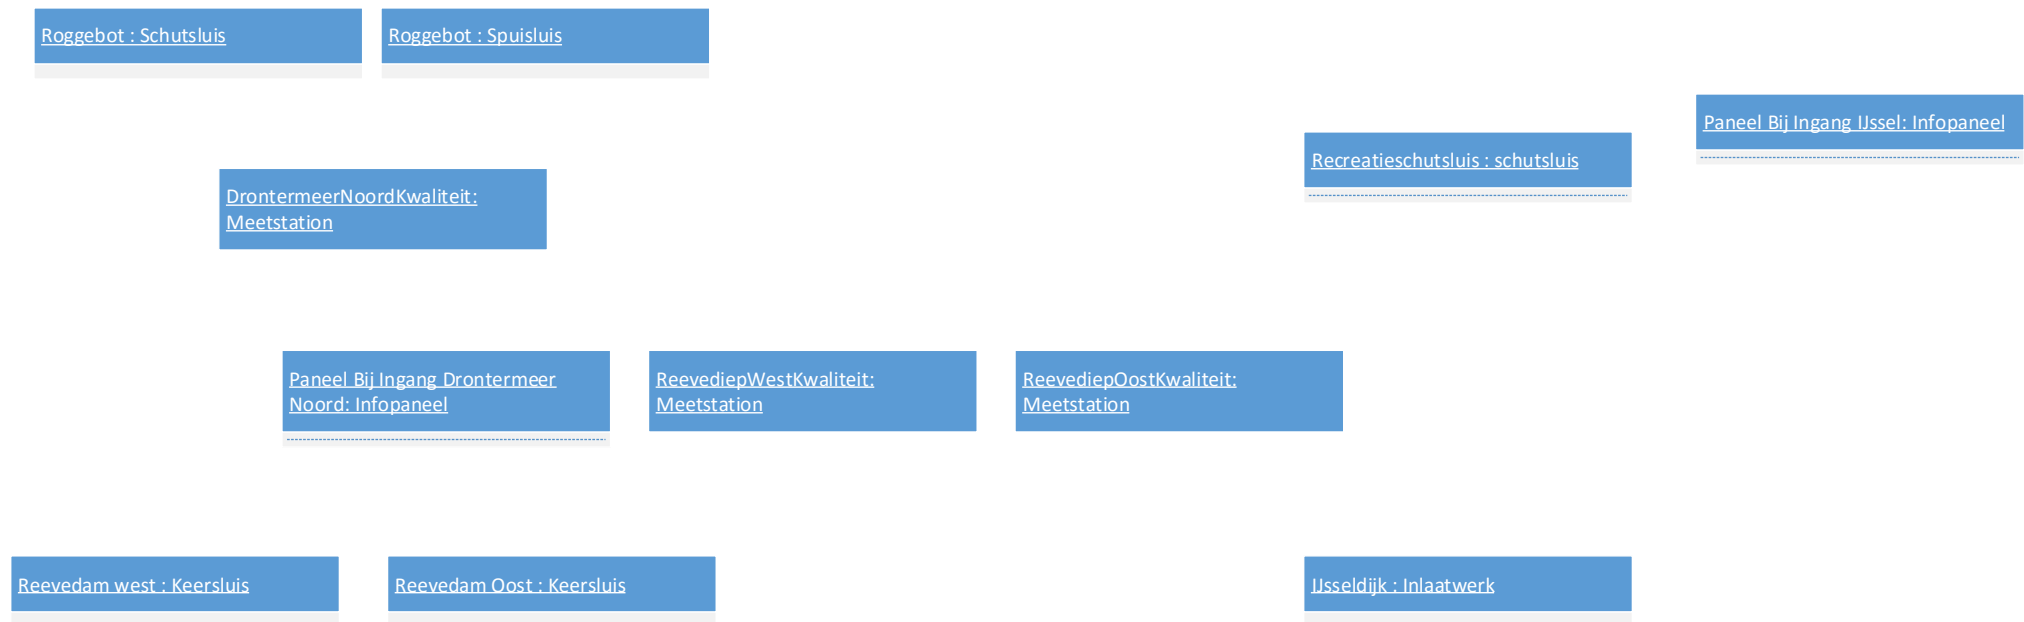 Roggebot : Schutsluis
Roggebot : Spuisluis
Paneel Bij Ingang IJssel: Infopaneel
Recreatieschutsluis : schutsluis
DrontermeerNoordKwaliteit:
Meetstation
Paneel Bij Ingang Drontermeer
Noord: Infopaneel
ReevediepWestKwaliteit:
Meetstation
ReevediepOostKwaliteit:
Meetstation
Reevedam west : Keersluis
Reevedam Oost : Keersluis
IJsseldijk : Inlaatwerk